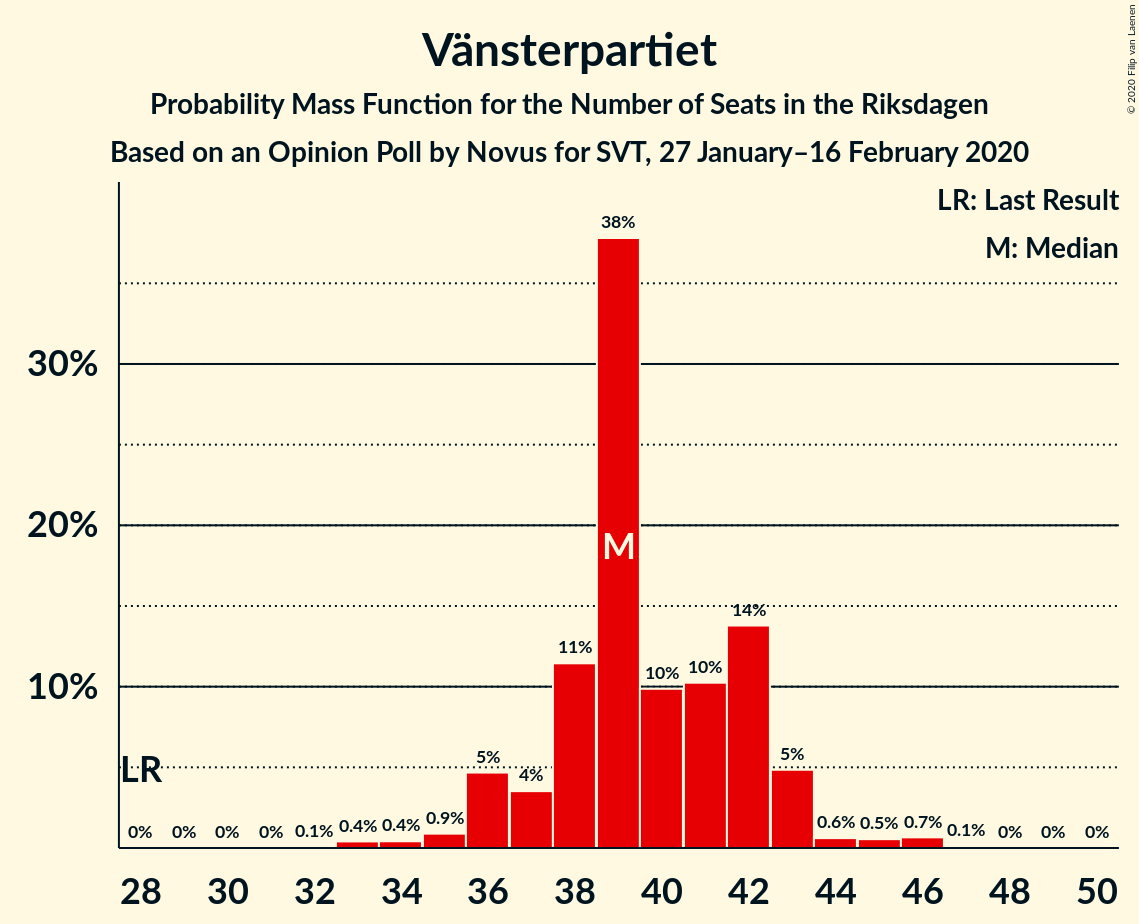 Vänsterpartiet
Probability Mass Function for the Number of Seats in the Riksdagen
Based on an Opinion Poll by Novus for SVT, 27 January–16 February 2020
© 2020 Filip van Laenen
LR: Last Result
M: Median
38%
30%
20%
M
14%
11%
10% 10%
10%
LR
5% 4% 5%
0% 0% 0% 0% 0.1% 0.4% 0.4% 0.9% 0.6% 0.5% 0.7% 0.1% 0% 0% 0%
28 30 32 34 36 38 40 42 44 46 48 50